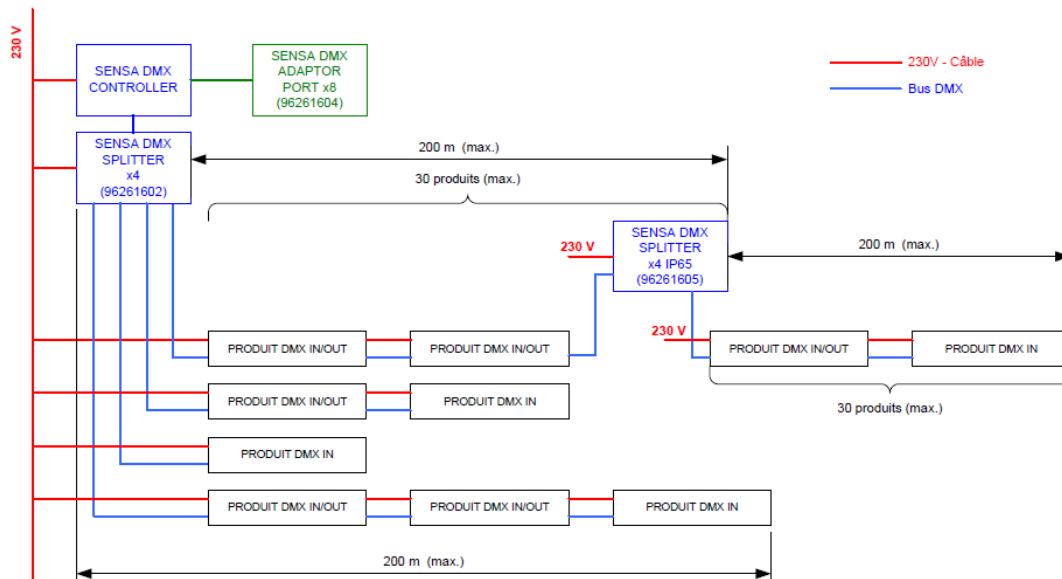 230 V
SENSA DMX
CONTROLLER
SENSA DMX
ADAPTOR
PORT x8
(96261604)
230V - Câble
Bus DMX
SENSA DMX
SPLITTER
x4
(96261602)
200 m (max.)
30 produits (max.)
SENSA DMX
SPLITTER
x4 IP65
(96261605)
230 V
200 m (max.)
230 V
PRODUIT DMX IN/OUT
PRODUIT DMX IN/OUT
PRODUIT DMX IN/OUT
PRODUIT DMX IN
PRODUIT DMX IN/OUT
PRODUIT DMX IN
30 produits (max.)
PRODUIT DMX IN
PRODUIT DMX IN/OUT
PRODUIT DMX IN/OUT
PRODUIT DMX IN
200 m (max.)